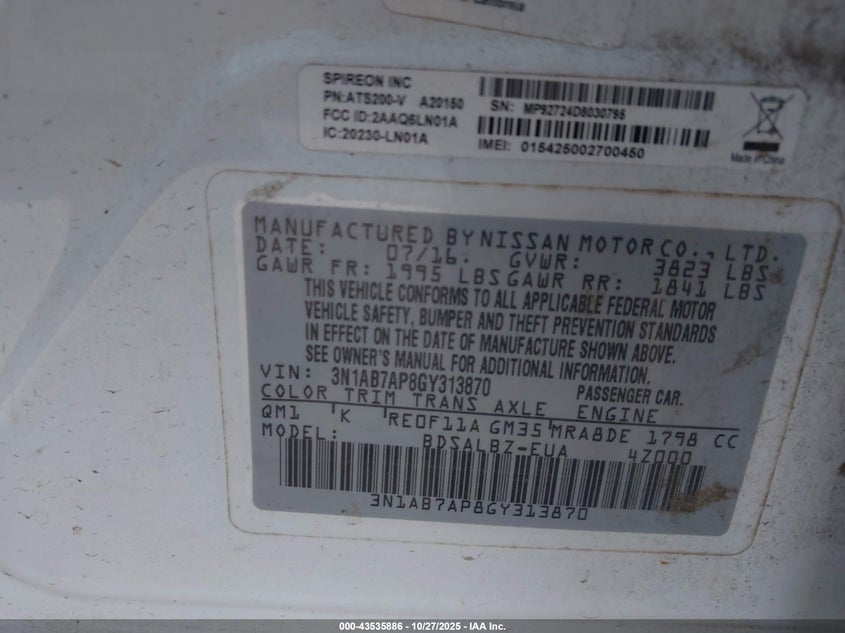 California
SPIREON INC
PN:ATS200-V A20150
FCC ID:2AAQ6LN01A
IC:20230-LN01A
SN: MP92724D6030795
IMEI: 015425002700450
Made in China
MANUFACTURED BY NISSAN MOTOR CO., LTD.
DATE: 07/16 GVWR: 3823 LBS
GAWR FR: 1995 LBS GAWR RR: 1841 LBS
THIS VEHICLE CONFORMS TO ALL APPLICABLE FEDERAL MOTOR
VEHICLE SAFETY, BUMPER AND THEFT PREVENTION STANDARDS
IN EFFECT ON THE DATE OF MANUFACTURE SHOWN ABOVE.
SEE OWNER'S MANUAL FOR ADDITIONAL INFORMATION.
VIN: 3N1AB7AP8GY313870 PASSENGER CAR.
COLOR TRIM TRANS AXLE ENGINE
QM1 K RE0F11A GM35 MRA8DE 1798 CC
MODEL: BDSALBZ-EUA 4Z000
3N1AB7AP8GY313870
000-43535886 - 10/27/2025 - IAA Inc.